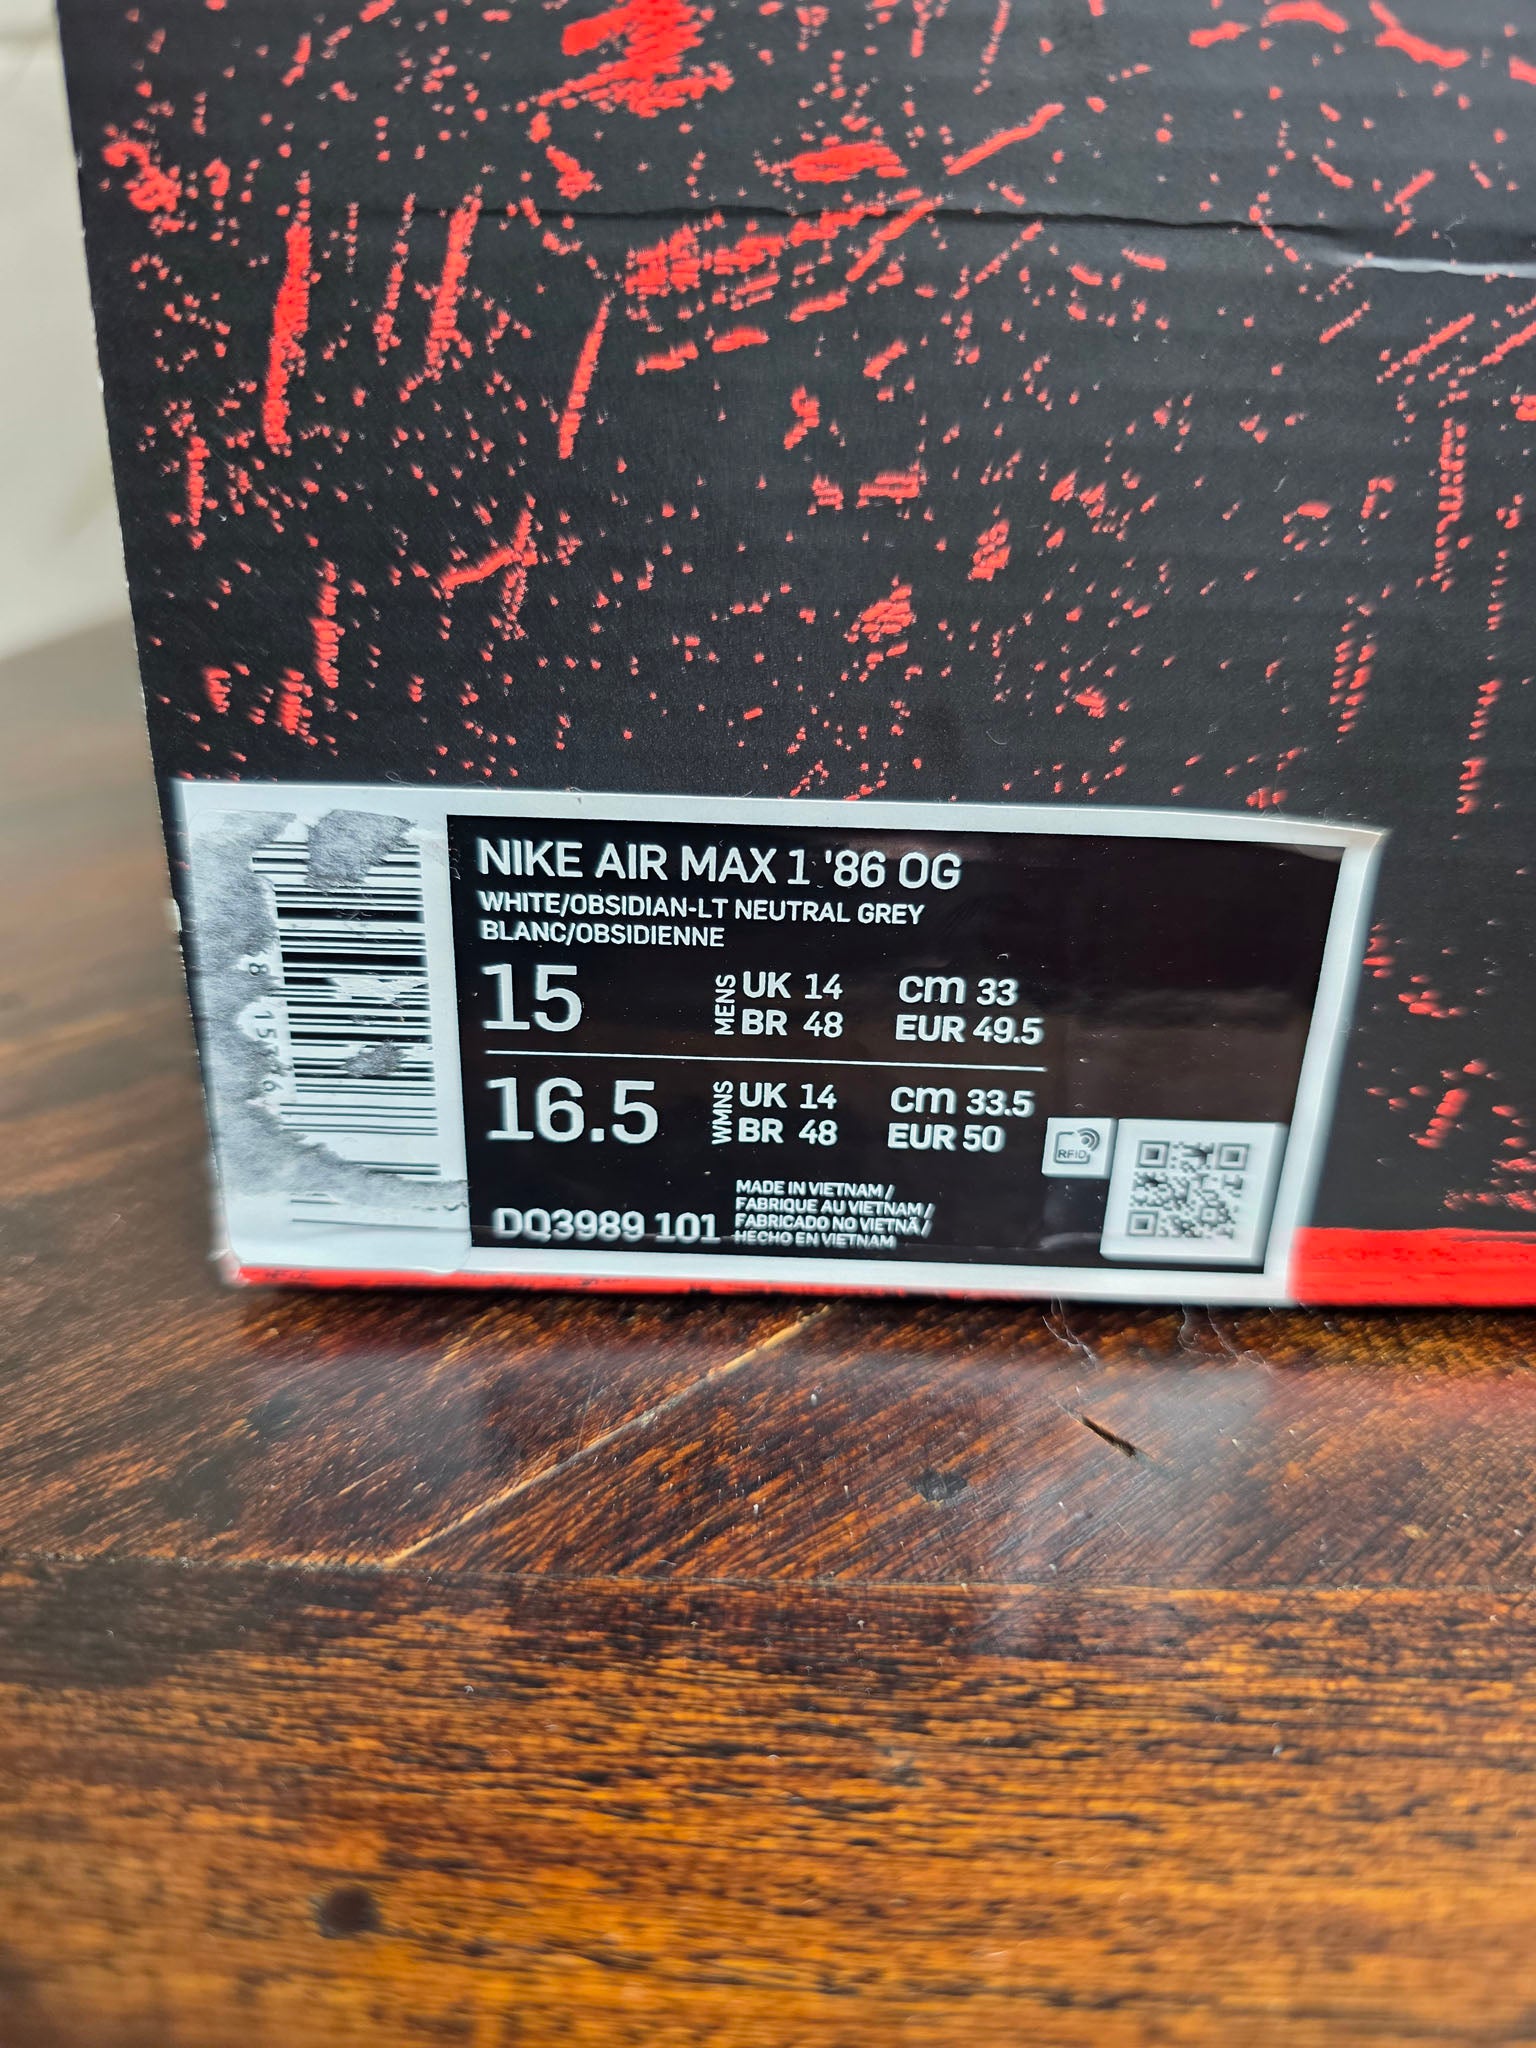 NIKE AIR MAX 1 '86 OG
WHITE/OBSIDIAN-LT NEUTRAL GREY
BLANC/OBSIDIENNE
15 MENS UK 14 cm 33
BR 48 EUR 49.5
16.5 WMNS UK 14 cm 33.5
BR 48 EUR 50
RFID
MADE IN VIETNAM /
FABRIQUE AU VIETNAM /
FABRICADO NO VIETNÃ /
HECHO EN VIETNAM
DQ3989 101